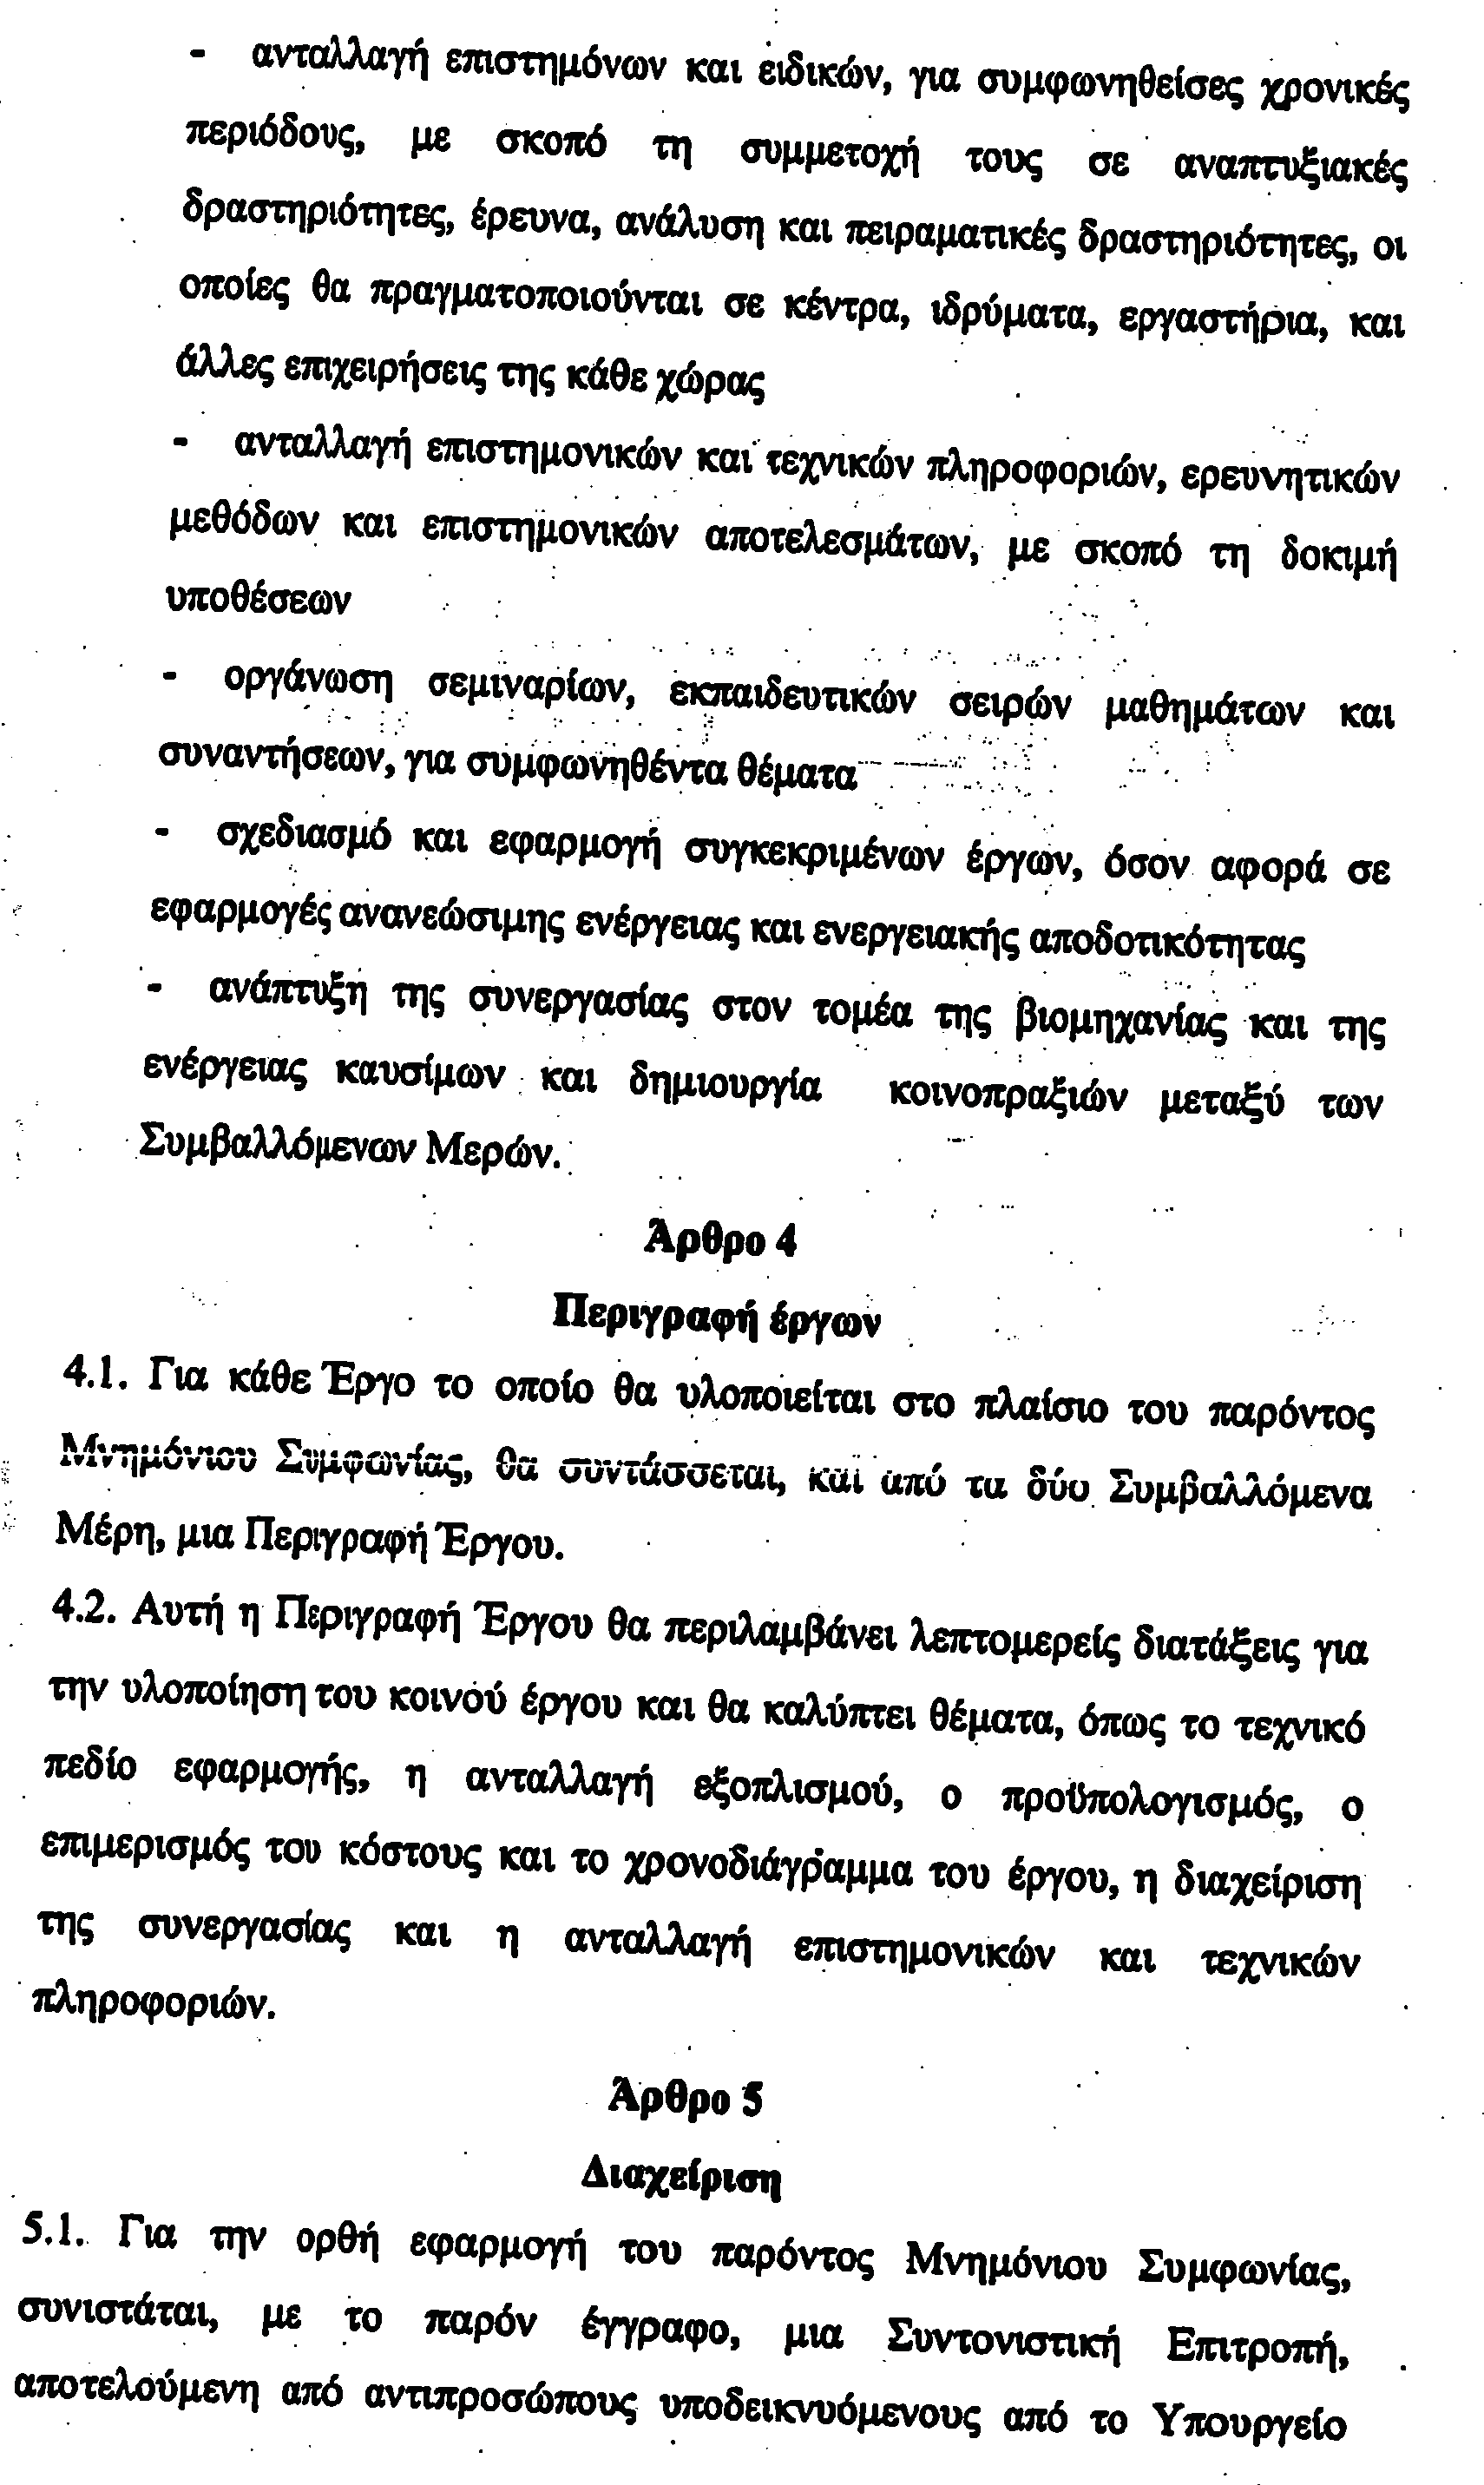 - ανταλλαγή επιστημόνων και ειδικών, για συμφωνηθείσες χρονικές
περιόδους, με σκοπό τη συμμετοχή τους σε αναπτυξιακές
δραστηριότητες, έρευνα, ανάλυση και πειραματικές δραστηριότητες, οι
οποίες θα πραγματοποιούνται σε κέντρα, ιδρύματα, εργαστήρια, και
άλλες επιχειρήσεις της κάθε χώρας
- ανταλλαγή επιστημονικών και τεχνικών πληροφοριών, ερευνητικών
μεθόδων και επιστημονικών αποτελεσμάτων, με σκοπό τη δοκιμή
υποθέσεων
- οργάνωση σεμιναρίων, εκπαιδευτικών σειρών μαθημάτων και
συναντήσεων, για συμφωνηθέντα θέματα
- σχεδιασμό και εφαρμογή συγκεκριμένων έργων, όσον αφορά σε
εφαρμογές ανανεώσιμης ενέργειας και ενεργειακής αποδοτικότητας
- ανάπτυξη της συνεργασίας στον τομέα της βιομηχανίας και της
ενέργειας καυσίμων και δημιουργία κοινοπραξιών μεταξύ των
Συμβαλλόμενων Μερών.
Άρθρο 4
Περιγραφή έργων
4.1. Για κάθε Έργο το οποίο θα υλοποιείται στο πλαίσιο του παρόντος
Μνημόνιου Συμφωνίας, θα συντάσσεται, και από τα δύο Συμβαλλόμενα
Μέρη, μια Περιγραφή Έργου.
4.2. Αυτή η Περιγραφή Έργου θα περιλαμβάνει λεπτομερείς διατάξεις για
την υλοποίηση του κοινού έργου και θα καλύπτει θέματα, όπως το τεχνικό
πεδίο εφαρμογής, η ανταλλαγή εξοπλισμού, ο προϋπολογισμός, ο
επιμερισμός του κόστους και το χρονοδιάγραμμα του έργου, η διαχείριση
της συνεργασίας και η ανταλλαγή επιστημονικών και τεχνικών
πληροφοριών.
Άρθρο 5
Διαχείριση
5.1. Για την ορθή εφαρμογή του παρόντος Μνημόνιου Συμφωνίας,
συνιστάται, με το παρόν έγγραφο, μια Συντονιστική Επιτροπή,
αποτελούμενη από αντιπροσώπους υποδεικνυόμενους από το Υπουργείο